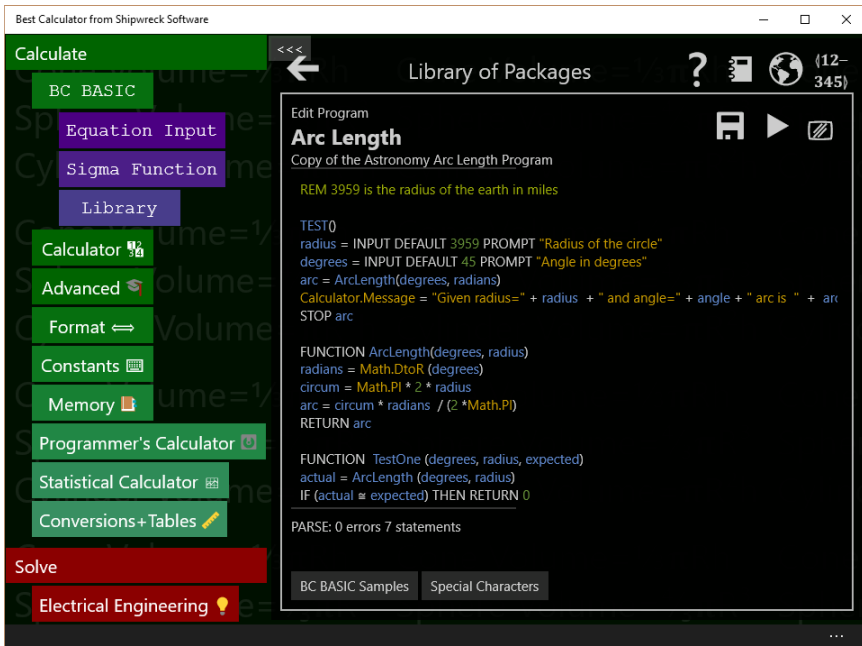 Best Calculator from Shipwreck Software
Calculate
BC BASIC
Equation Input
Sigma Function
Library
Calculator
Advanced
Format
Constants
Memory
Programmer's Calculator
Statistical Calculator
Conversions+Tables
Solve
Electrical Engineering
<<<
Library of Packages
?
(12–
345)
Edit Program
Arc Length
Copy of the Astronomy Arc Length Program
REM 3959 is the radius of the earth in miles
TEST()
radius = INPUT DEFAULT 3959 PROMPT "Radius of the circle"
degrees = INPUT DEFAULT 45 PROMPT "Angle in degrees"
arc = ArcLength(degrees, radians)
Calculator.Message = "Given radius=" + radius + " and angle=" + angle + " arc is " + arc
STOP arc
FUNCTION ArcLength(degrees, radius)
radians = Math.DtoR (degrees)
circum = Math.PI * 2 * radius
arc = circum * radians / (2 *Math.PI)
RETURN arc
FUNCTION TestOne (degrees, radius, expected)
actual = ArcLength (degrees, radius)
IF (actual ≅ expected) THEN RETURN 0
PARSE: 0 errors 7 statements
BC BASIC Samples
Special Characters
...